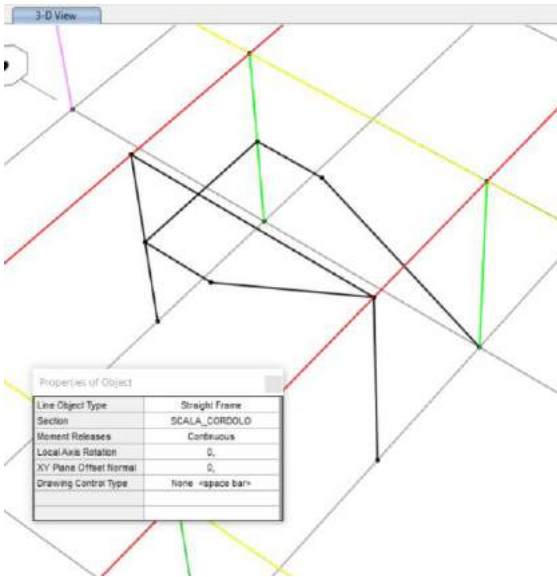 3-D View
Properties of Object
Line Object Type Straight Frame
Section SCALA_CORDOLO
Moment Releases Continuous
Local Axis Rotation 0,
XY Plane Offset Normal 0,
Drawing Control Type None <space bar>